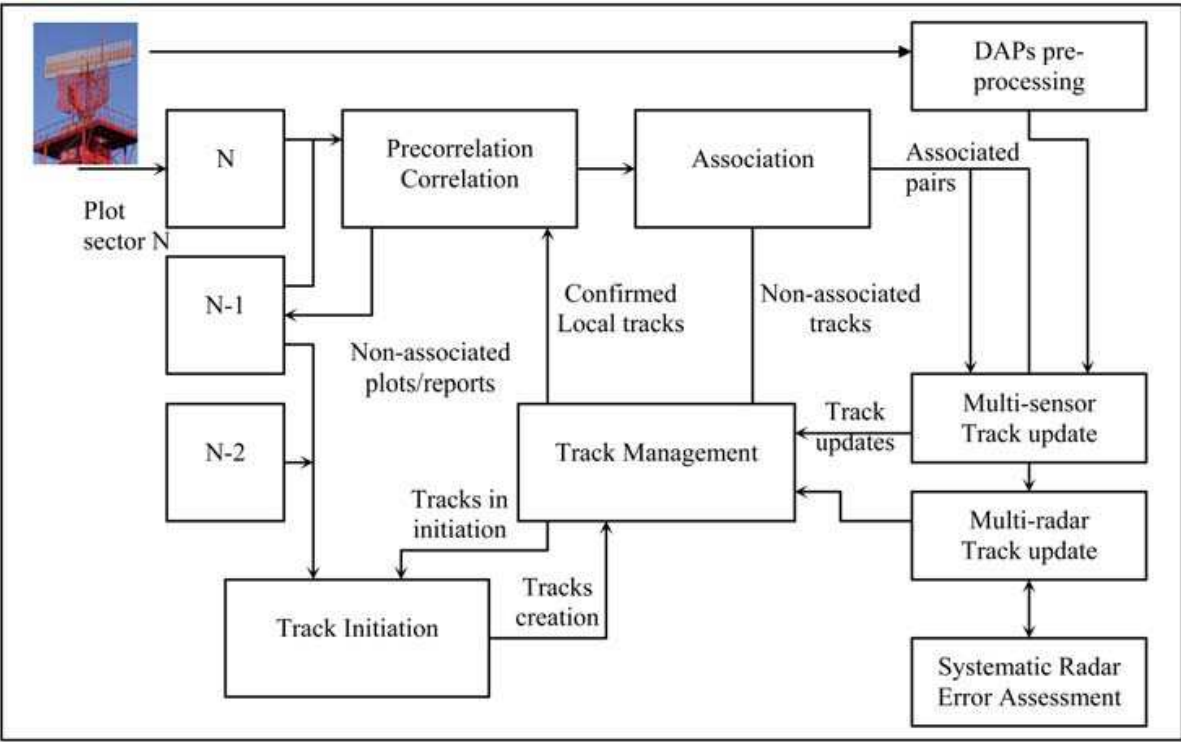 DAPs pre-
processing
N
Precorrelation
Correlation
Association
Associated
pairs
Plot
sector N
N-1
Confirmed
Local tracks
Non-associated
tracks
Non-associated
plots/reports
N-2
Track Management
Track
updates
Multi-sensor
Track update
Tracks in
initiation
Multi-radar
Track update
Tracks
creation
Track Initiation
Systematic Radar
Error Assessment